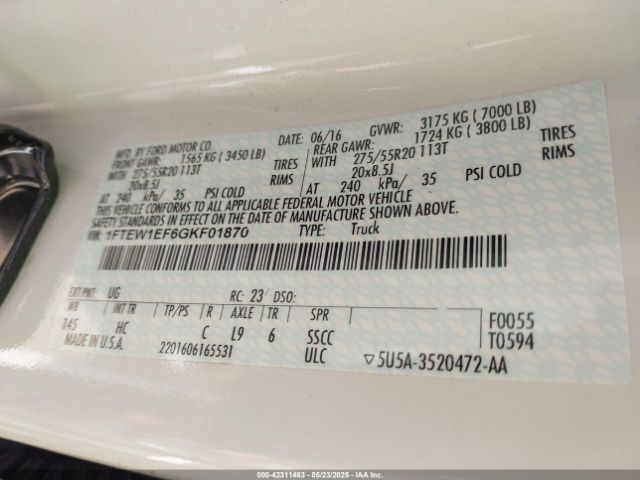 MFD. BY FORD MOTOR CO.
DATE: 06/16 GVWR: 3175 KG ( 7000 LB)
FRONT GAWR: 1565 KG ( 3450 LB) REAR GAWR: 1724 KG ( 3800 LB)
WITH 275/55R20 113T TIRES WITH 275/55R20 113T TIRES
20x8.5J RIMS 20x8.5J RIMS
AT 240 kPa/ 35 PSI COLD AT 240 kPa/ 35 PSI COLD
THIS VEHICLE CONFORMS TO ALL APPLICABLE FEDERAL MOTOR VEHICLE
SAFETY STANDARDS IN EFFECT ON THE DATE OF MANUFACTURE SHOWN ABOVE.
VIN: 1FTEW1EF6GKF01870 TYPE: Truck
EXT PNT: UG RC: 23 DSO:
WB INT TR TP/PS R AXLE TR SPR
145 HC C L9 6 SSCC F0055
MADE IN U.S.A. 2201606165531 ULC T0594
▽5U5A-3520472-AA
000-42311463 - 05/23/2025 - IAA Inc.